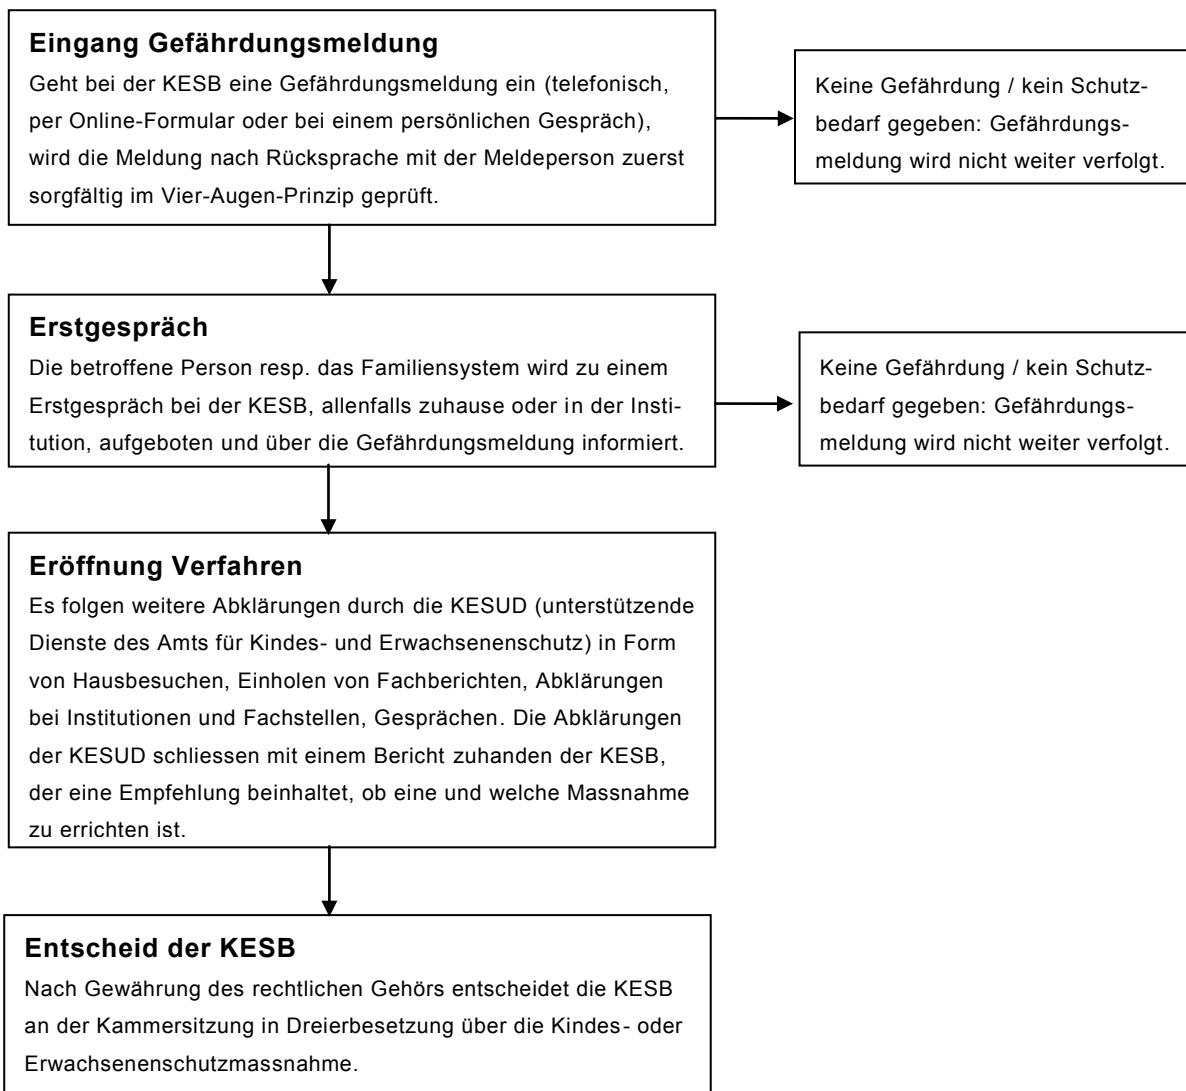 Eingang Gefährdungsmeldung
Geht bei der KESB eine Gefährdungsmeldung ein (telefonisch,
per Online-Formular oder bei einem persönlichen Gespräch),
wird die Meldung nach Rücksprache mit der Meldeperson zuerst
sorgfältig im Vier-Augen-Prinzip geprüft.
Keine Gefährdung / kein Schutz-
bedarf gegeben: Gefährdungs-
meldung wird nicht weiter verfolgt.
Erstgespräch
Die betroffene Person resp. das Familiensystem wird zu einem
Erstgespräch bei der KESB, allenfalls zuhause oder in der Insti-
tution, aufgeboten und über die Gefährdungsmeldung informiert.
Keine Gefährdung / kein Schutz-
bedarf gegeben: Gefährdungs-
meldung wird nicht weiter verfolgt.
Eröffnung Verfahren
Es folgen weitere Abklärungen durch die KESUD (unterstützende
Dienste des Amts für Kindes- und Erwachsenenschutz) in Form
von Hausbesuchen, Einholen von Fachberichten, Abklärungen
bei Institutionen und Fachstellen, Gesprächen. Die Abklärungen
der KESUD schliessen mit einem Bericht zuhanden der KESB,
der eine Empfehlung beinhaltet, ob eine und welche Massnahme
zu errichten ist.
Entscheid der KESB
Nach Gewährung des rechtlichen Gehörs entscheidet die KESB
an der Kammersitzung in Dreierbesetzung über die Kindes- oder
Erwachsenenschutzmassnahme.